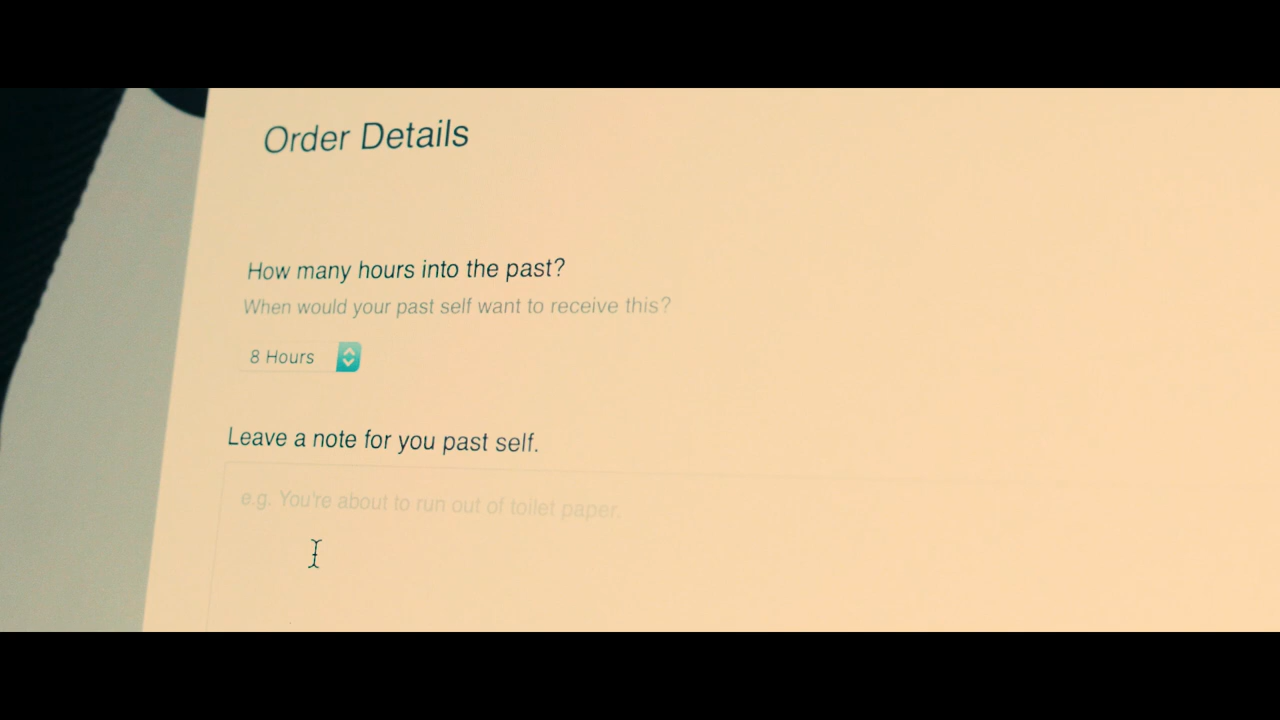 Order Details
How many hours into the past?
When would your past self want to receive this?
8 Hours
Leave a note for you past self.
e.g. You're about to run out of toilet paper.